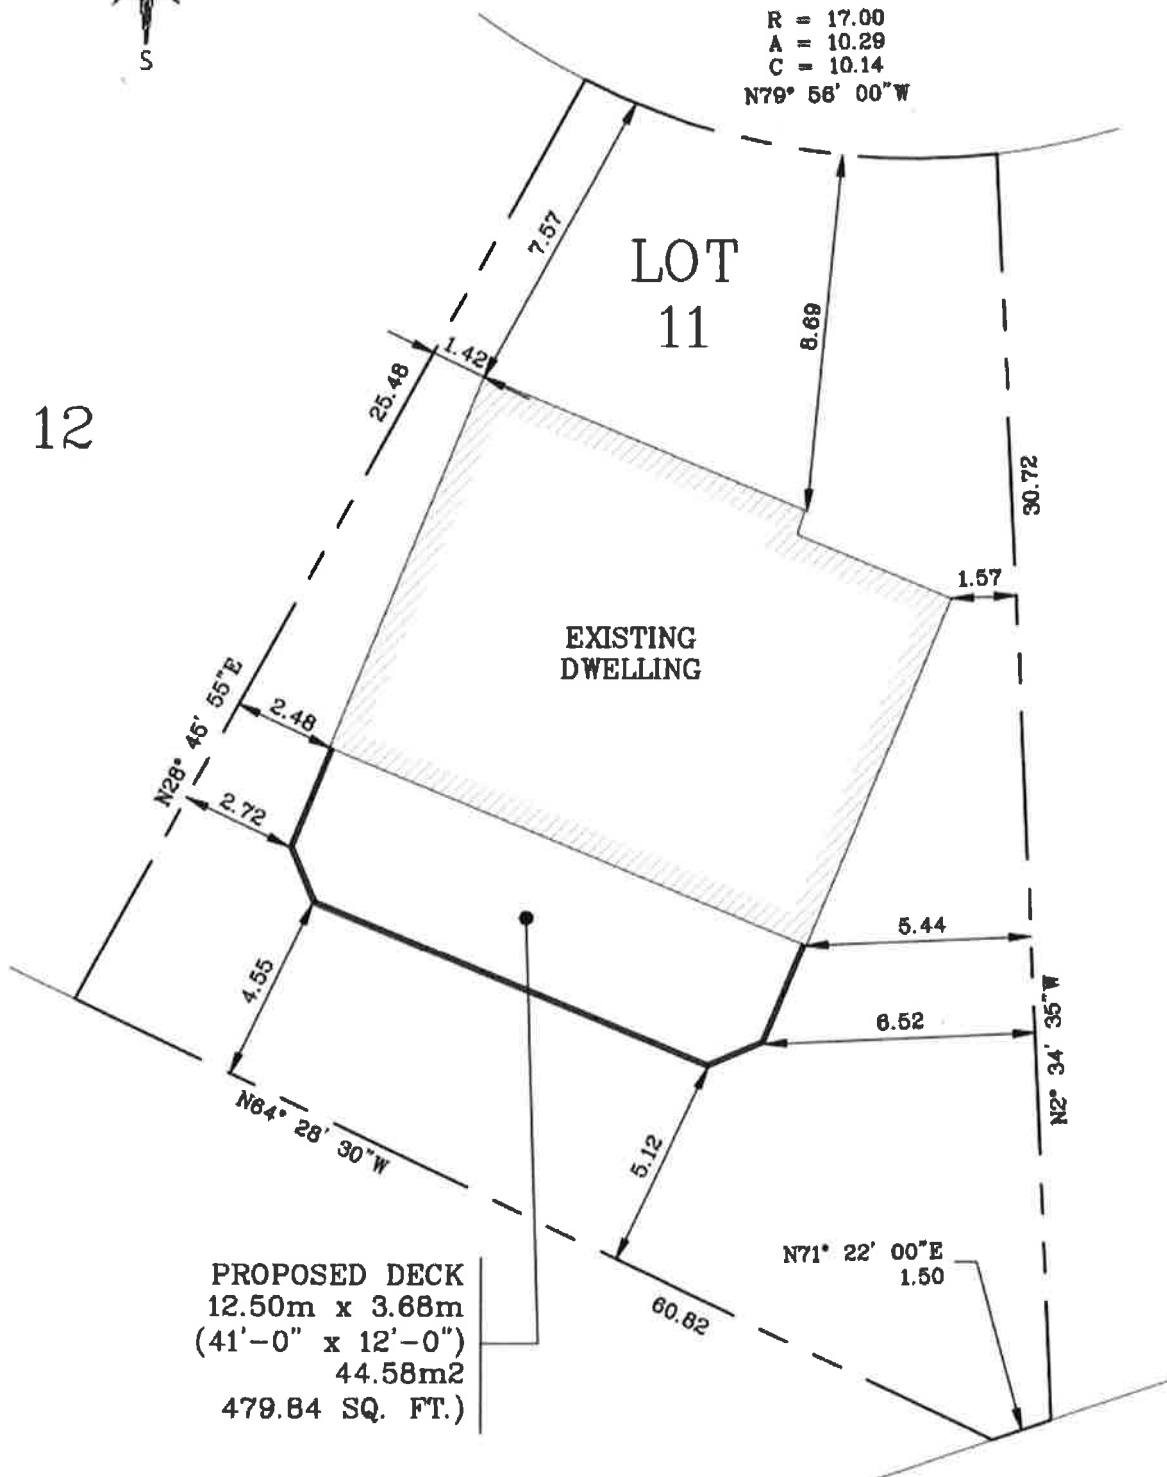 S
R = 17.00
A = 10.29
C = 10.14
N79° 56' 00"W
7.57
LOT
11
8.69
1.42
25.48
12
30.72
1.57
EXISTING
DWELLING
N28° 45' 55"E
2.48
2.72
5.44
4.55
6.52
N2° 34' 35"W
N64° 28' 30"W
5.12
N71° 22' 00"E
1.50
PROPOSED DECK
12.50m x 3.68m
(41'-0" x 12'-0")
44.58m2
479.84 SQ. FT.)
60.82